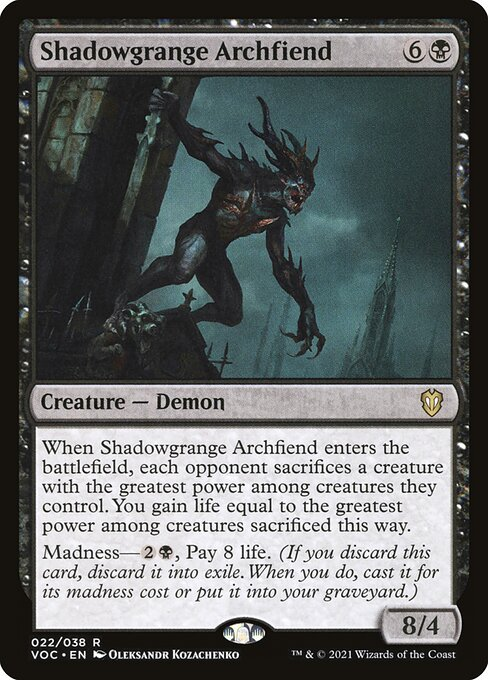 Shadowgrange Archfiend 6
Creature — Demon
When Shadowgrange Archfiend enters the
battlefield, each opponent sacrifices a creature
with the greatest power among creatures they
control. You gain life equal to the greatest
power among creatures sacrificed this way.
Madness—2, Pay 8 life. (If you discard this
card, discard it into exile. When you do, cast it for
its madness cost or put it into your graveyard.)
8/4
022/038 R
VOC • EN Oleksandr Kozachenko
™ & © 2021 Wizards of the Coast